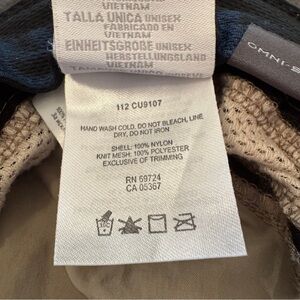 VIETNAM
TALLA UNICA UNISEX
FABRICADO EN
VIETNAM
EINHEITSGRÖßE UNISEX
HERSTELLUNGSLAND
VIETNAM
OMNI-
112 CU9107
HAND WASH COLD, DO NOT BLEACH, LINE
DRY, DO NOT IRON
SHELL: 100% NYLON
KNIT MESH: 100% POLYESTER
EXCLUSIVE OF TRIMMING
RN 69724
CA 05367